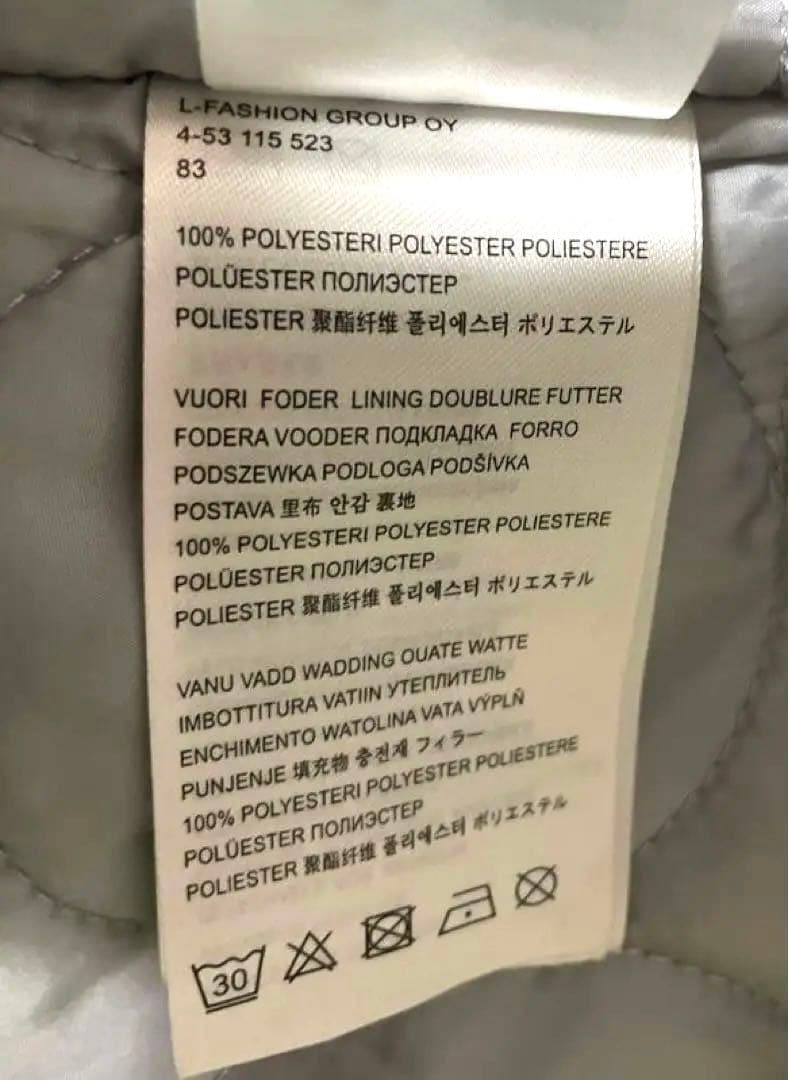 L-FASHION GROUP OY
4-53 115 523
83
100% POLYESTERI POLYESTER POLIESTERE
POLÜESTER ПОЛИЭСТЕР
POLIESTER 聚酯纤维 폴리에스터 ポリエステル
VUORI FODER LINING DOUBLURE FUTTER
FODERA VOODER ПОДКЛАДКА FORRO
PODSZEWKA PODLOGA PODŠÍVKA
POSTAVA 里布 안감 裏地
100% POLYESTERI POLYESTER POLIESTERE
POLÜESTER ПОЛИЭСТЕР
POLIESTER 聚酯纤维 폴리에스터 ポリエステル
VANU VADD WADDING OUATE WATTE
IMBOTTITURA VATIIN УТЕПЛИТЕЛЬ
ENCHIMENTO WATOLINA VATA VÝPLŇ
PUNJENJE 填充物 충전재 フィラー
100% POLYESTERI POLYESTER POLIESTERE
POLÜESTER ПОЛИЭСТЕР
POLIESTER 聚酯纤维 폴리에스터 ポリエステル
30